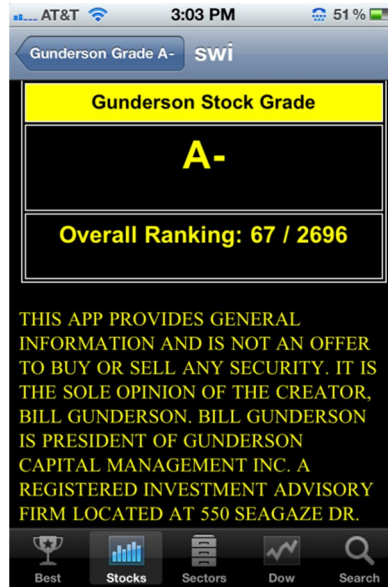 AT&T 3:03 PM 51%
Gunderson Grade A- swi
Gunderson Stock Grade
A-
Overall Ranking: 67 / 2696
THIS APP PROVIDES GENERAL
INFORMATION AND IS NOT AN OFFER
TO BUY OR SELL ANY SECURITY. IT IS
THE SOLE OPINION OF THE CREATOR,
BILL GUNDERSON. BILL GUNDERSON
IS PRESIDENT OF GUNDERSON
CAPITAL MANAGEMENT INC. A
REGISTERED INVESTMENT ADVISORY
FIRM LOCATED AT 550 SEAGAZE DR.
Best Stocks Sectors Dow Search